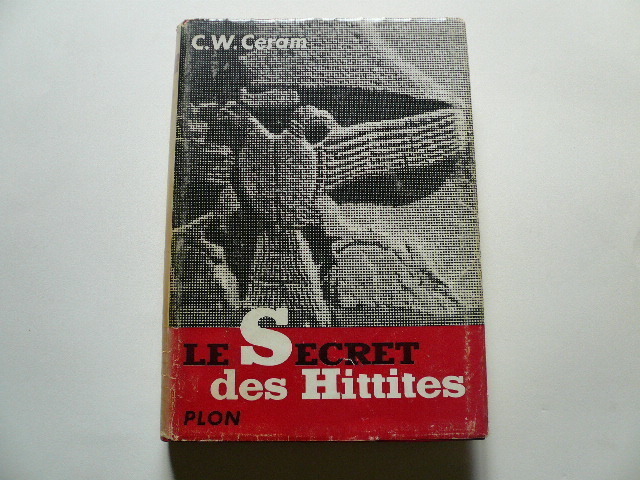 C.W. Ceram
LE SECRET
des Hittites
PLON